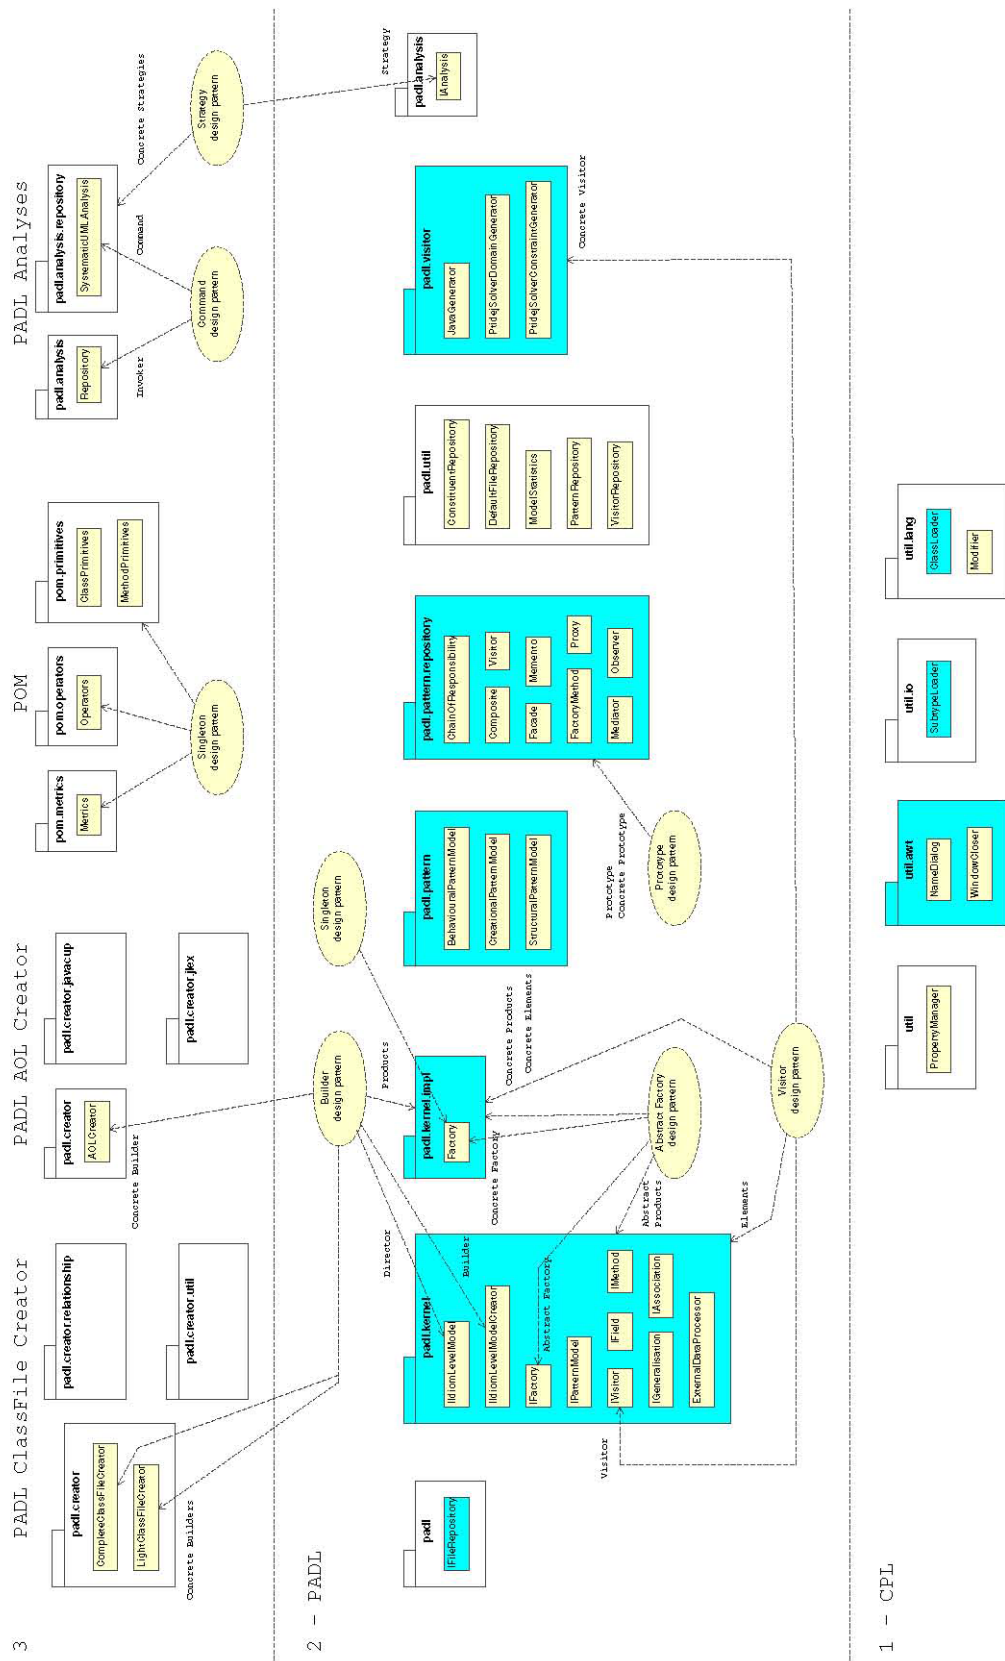 3
PADL ClassFile Creator
PADL AOL Creator
POM
PADL Analyses
padl.creator
CompleteClassFileCreator
LightClassFileCreator
Concrete Builders
padl.creator.relationship
padl.creator.util
padl.creator
AOLCreator
Concrete Builder
padl.creator.javacup
padl.creator.jlex
pom.metrics
Metrics
pom.operators
Operators
pom.primitives
ClassPrimitives
MethodPrimitives
Singleton
design pattern
padl.analysis
Repository
Invoker
padl.analysis.repository
SystematicUMLAnalysis
Command
Concrete Strategies
Command
design pattern
Strategy
design pattern
2 - PADL
Builder
design pattern
Singleton
design pattern
Products
Director
Builder
padl
IFileRepository
padl.kernel
IIdiomLevelModel
IIdiomLevelModelCreator
IFactory
Abstract Factory
IPatternModel
IVisitor
IField
IMethod
IGeneralisation
IAssociation
ExternalDataProcessor
Visitor
Elements
Abstract
Products
padl.kernel.impl
Factory
Concrete Factory
Concrete Products
Concrete Elements
Abstract Factory
design pattern
Visitor
design pattern
padl.pattern
BehaviouralPatternModel
CreationalPatternModel
StructuralPatternModel
Prototype
Concrete Prototype
Prototype
design pattern
padl.pattern.repository
ChainOfResponsibility
Composite
Visitor
Facade
Memento
FactoryMethod
Proxy
Mediator
Observer
padl.util
ConstituentRepository
DefaultFileRepository
ModelStatistics
PatternRepository
VisitorRepository
padl.visitor
JavaGenerator
PtidejSolverDomainGenerator
PtidejSolverConstraintGenerator
Concrete Visitor
Strategy
padl.analysis
IAnalysis
1 - CPL
util
PropertyManager
util.awt
NameDialog
WindowCloser
util.io
SubtypeLoader
util.lang
ClassLoader
Modifier